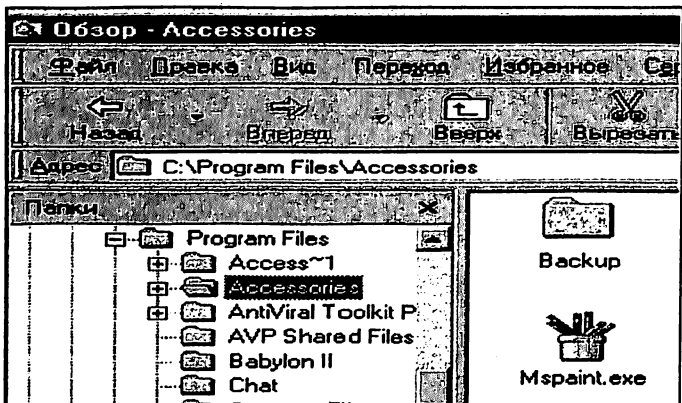 Обзор - Accessories
Файл Правка Вид Переход Избранное Сер
Назад Вперед Вверх Вырезать
Адрес C:\Program Files\Accessories
Папки
Program Files
Access~1
Accessories
AntiViral Toolkit P
AVP Shared Files
Babylon II
Chat
Backup
Mspaint.exe